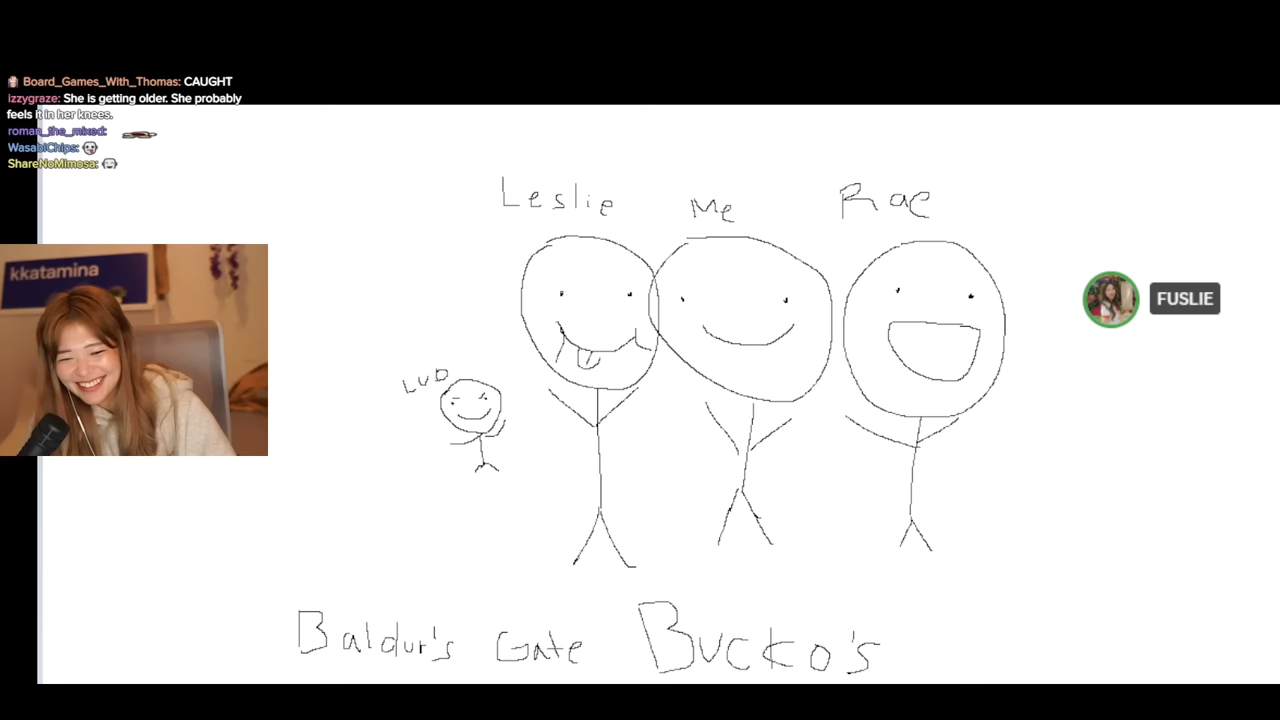 Board_Games_With_Thomas: CAUGHT
izzygraze: She is getting older. She probably
feels it in her knees.
roman_the_mixed:
WasabiChips:
ShareNoMimosa:
Leslie Me Rae
kkatamina
FUSLIE
LUD
Baldur's Gate Bucko's